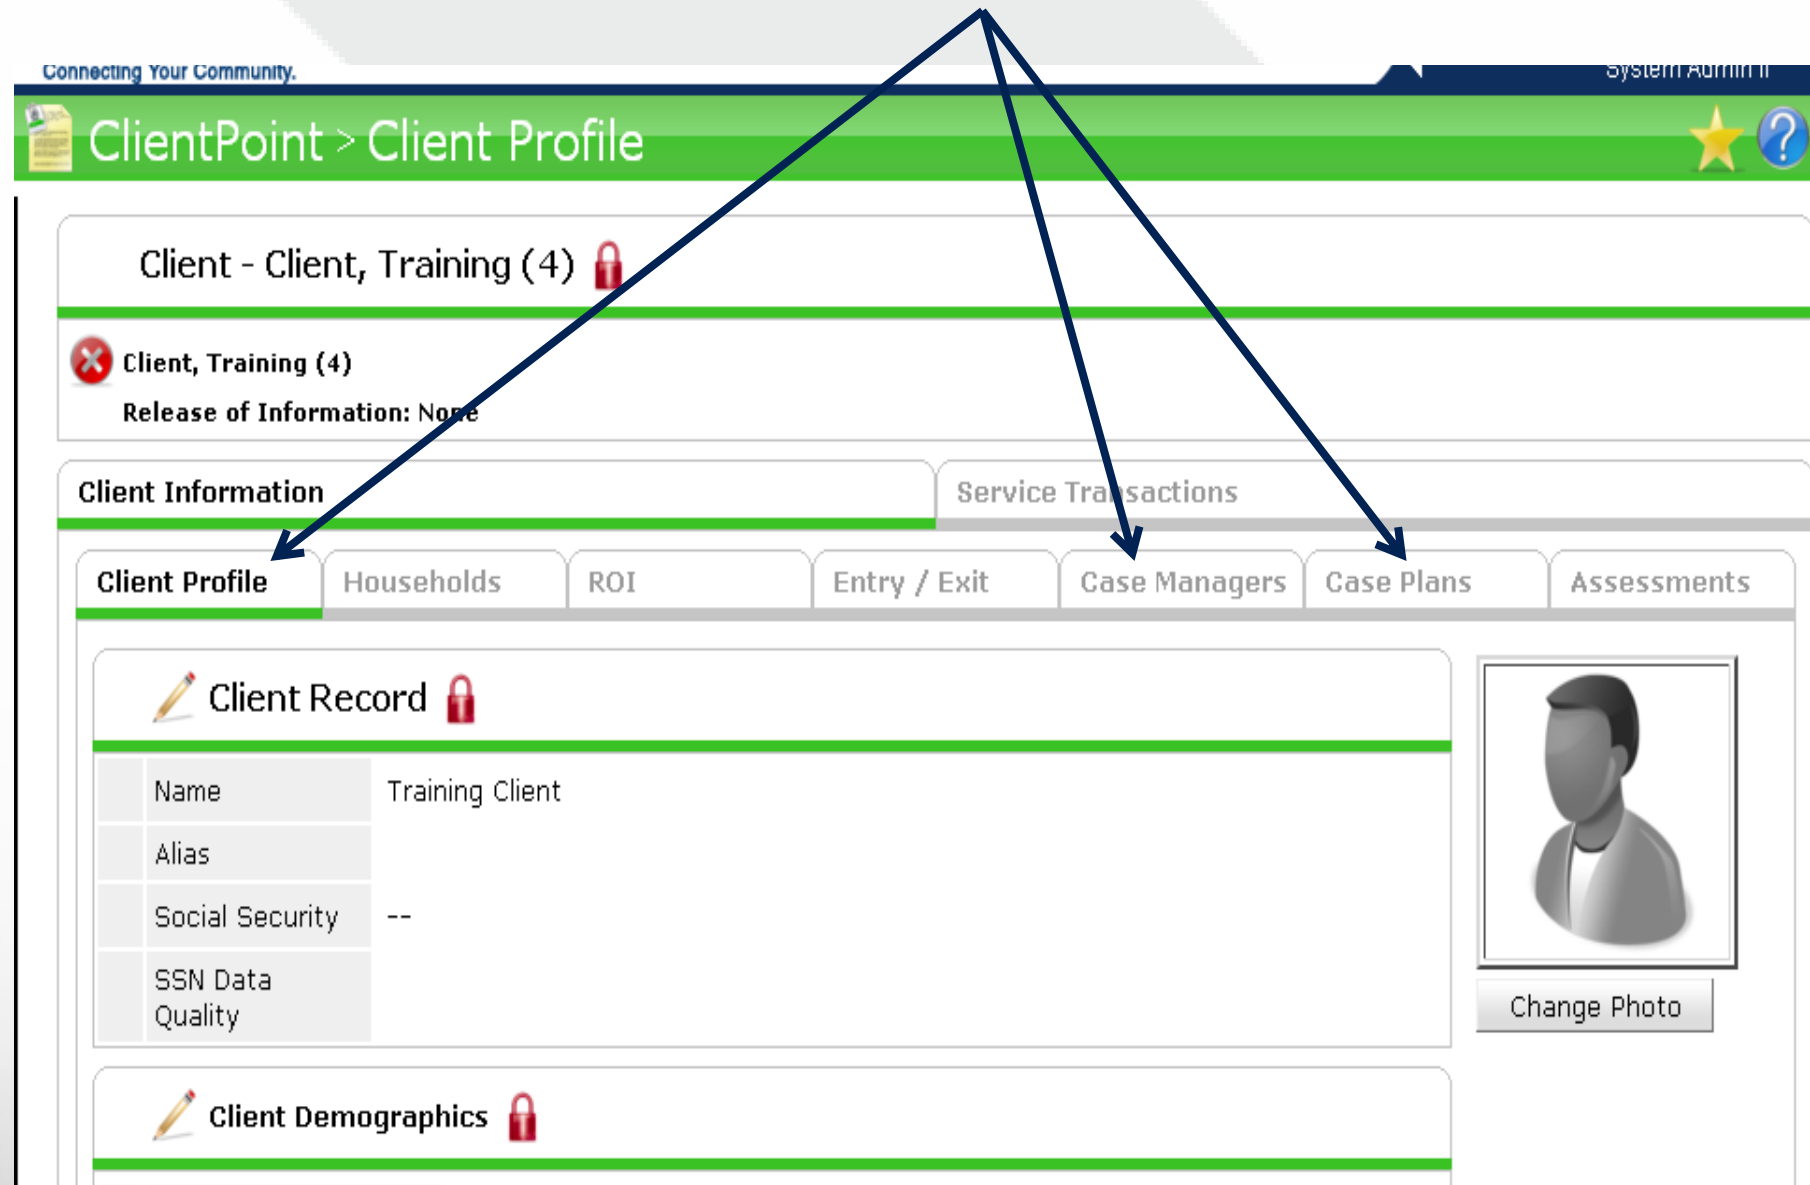 Connecting Your Community.
System Admin II
ClientPoint > Client Profile
Client - Client, Training (4)
Client, Training (4)
Release of Information: None
Client Information
Service Transactions
Client Profile
Households
ROI
Entry / Exit
Case Managers
Case Plans
Assessments
Client Record
Name
Training Client
Alias
Social Security
--
SSN Data
Quality
Change Photo
Client Demographics